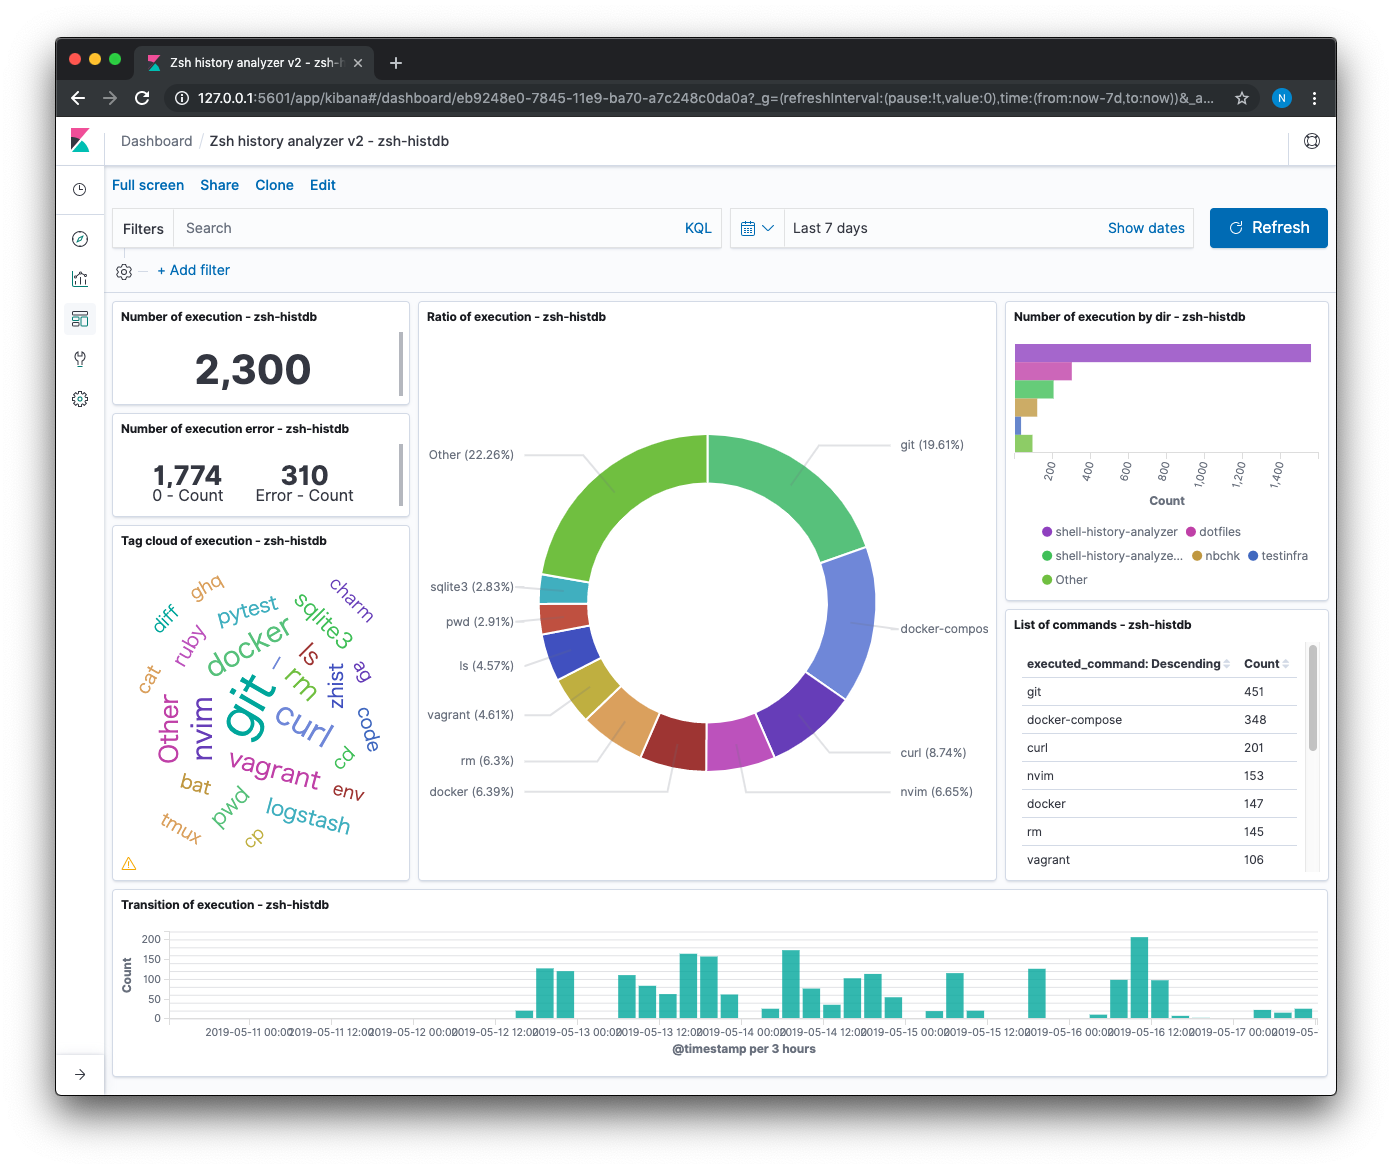 Zsh history analyzer v2 - zsh-h
127.0.0.1:5601/app/kibana#/dashboard/eb9248e0-7845-11e9-ba70-a7c248c0da0a?_g=(refreshInterval:(pause:!t,value:0),time:(from:now-7d,to:now))&_a...
N
Dashboard / Zsh history analyzer v2 - zsh-histdb
Full screen Share Clone Edit
Filters Search KQL Last 7 days Show dates Refresh
+ Add filter
Number of execution - zsh-histdb
2,300
Number of execution error - zsh-histdb
1,774 310
0 - Count Error - Count
Tag cloud of execution - zsh-histdb
ghq
charm
diff
pytest
sqlite3
ruby
docker
ls
ag
cat
l
rm
zhist
git
Other
nvim
curl
code
vagrant
cd
bat
pwd
env
logstash
tmux
cp
Ratio of execution - zsh-histdb
Other (22.26%)
git (19.61%)
sqlite3 (2.83%)
pwd (2.91%)
docker-compos
ls (4.57%)
vagrant (4.61%)
rm (6.3%)
curl (8.74%)
docker (6.39%)
nvim (6.65%)
Number of execution by dir - zsh-histdb
200 400 600 800 1,000 1,200 1,400
Count
shell-history-analyzer dotfiles
shell-history-analyze... nbchk testinfra
Other
List of commands - zsh-histdb
executed_command: Descending Count
git 451
docker-compose 348
curl 201
nvim 153
docker 147
rm 145
vagrant 106
Transition of execution - zsh-histdb
Count
200
150
100
50
0
2019-05-11 00:00 2019-05-11 12:00 2019-05-12 00:00 2019-05-12 12:00 2019-05-13 00:00 2019-05-13 12:00 2019-05-14 00:00 2019-05-14 12:00 2019-05-15 00:00 2019-05-15 12:00 2019-05-16 00:00 2019-05-16 12:00 2019-05-17 00:00 2019-05-
@timestamp per 3 hours